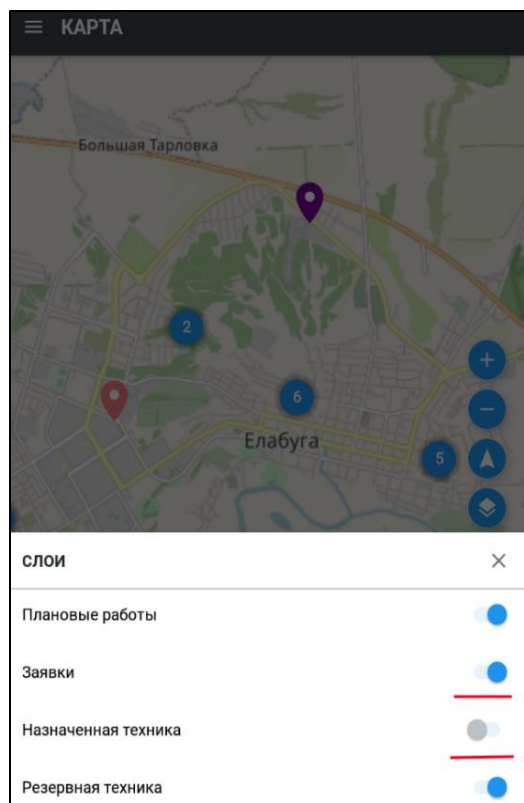 КАРТА
Большая Тарловка
2
6
Елабуга
5
СЛОИ
Плановые работы
Заявки
Назначенная техника
Резервная техника